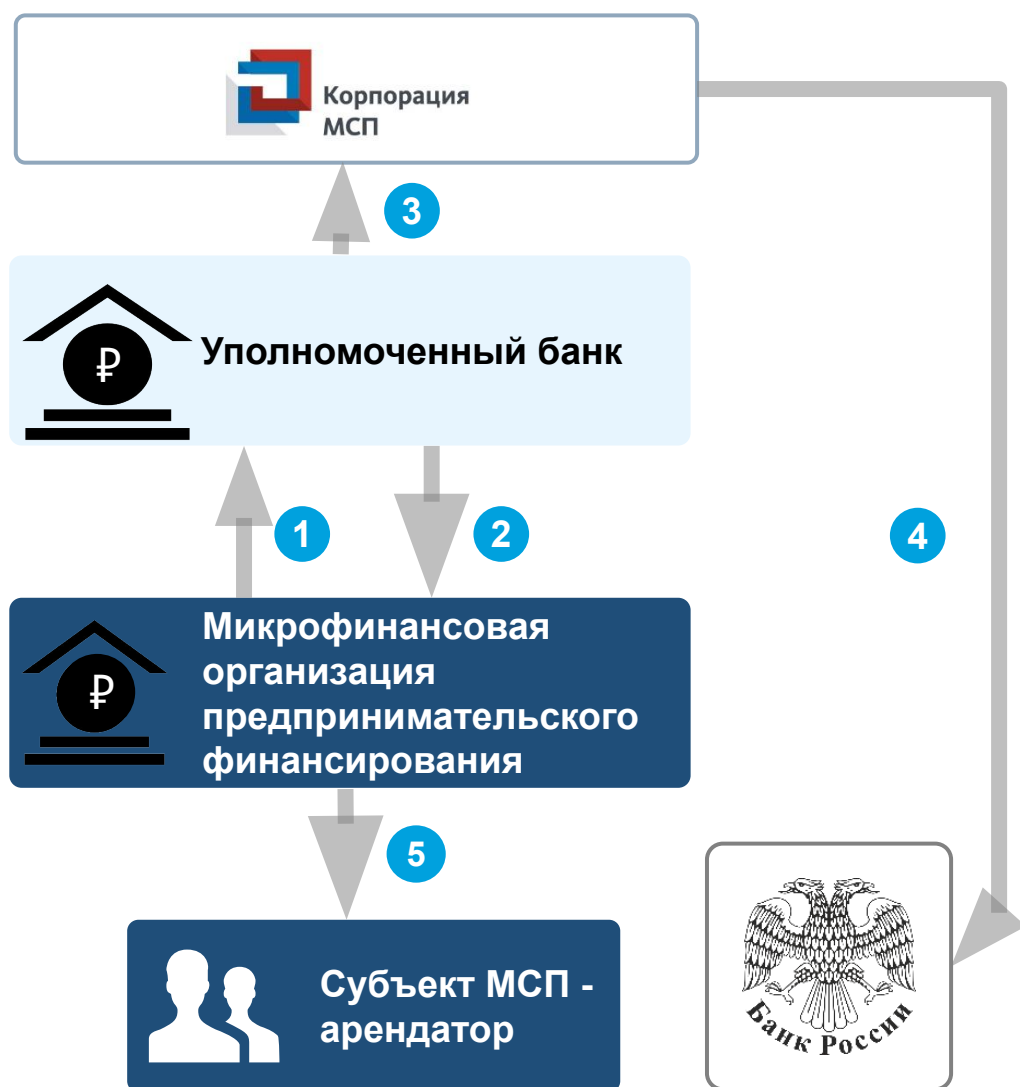 Корпорация
МСП
3
₽
Уполномоченный банк
1
2
4
₽
Микрофинансовая
организация
предпринимательского
финансирования
5
Субъект МСП -
арендатор
Банк России